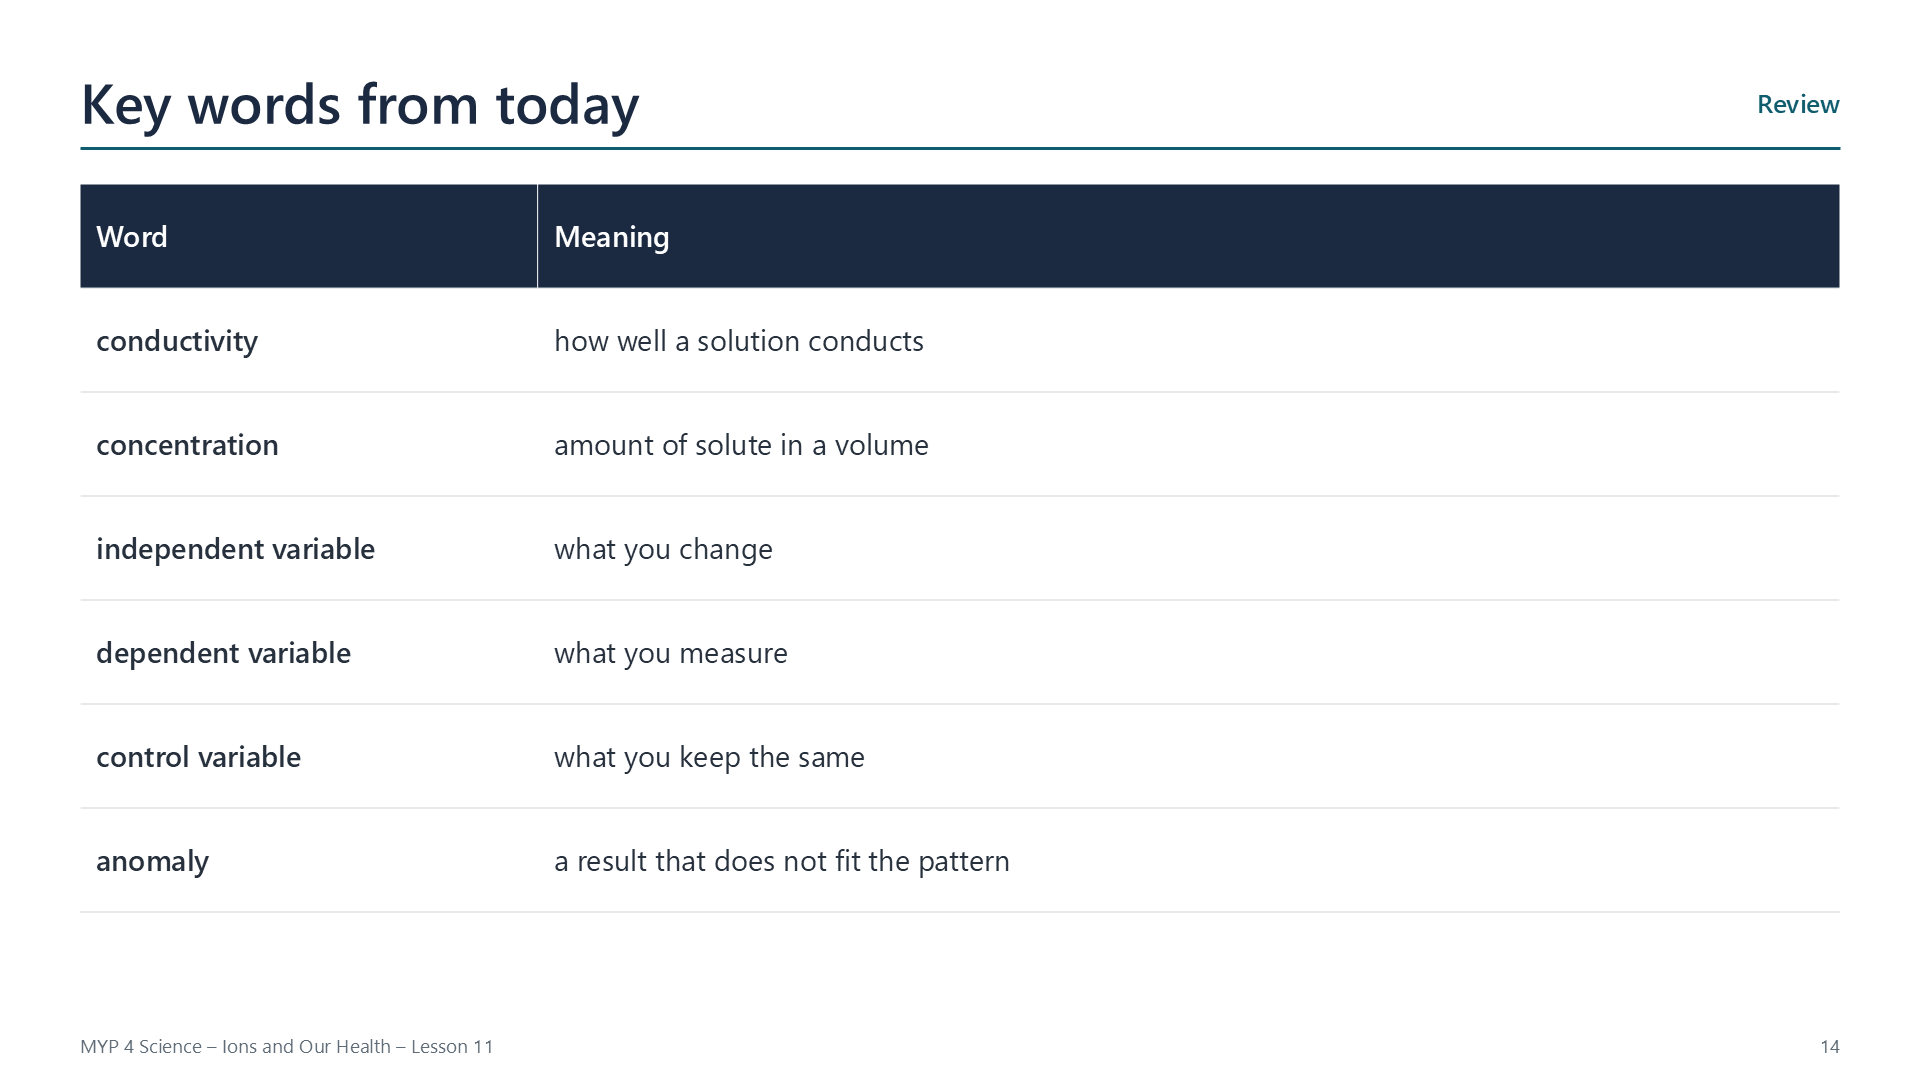 Key words from today
Review
Word Meaning
conductivity how well a solution conducts
concentration amount of solute in a volume
independent variable what you change
dependent variable what you measure
control variable what you keep the same
anomaly a result that does not fit the pattern
MYP 4 Science – Ions and Our Health – Lesson 11
14